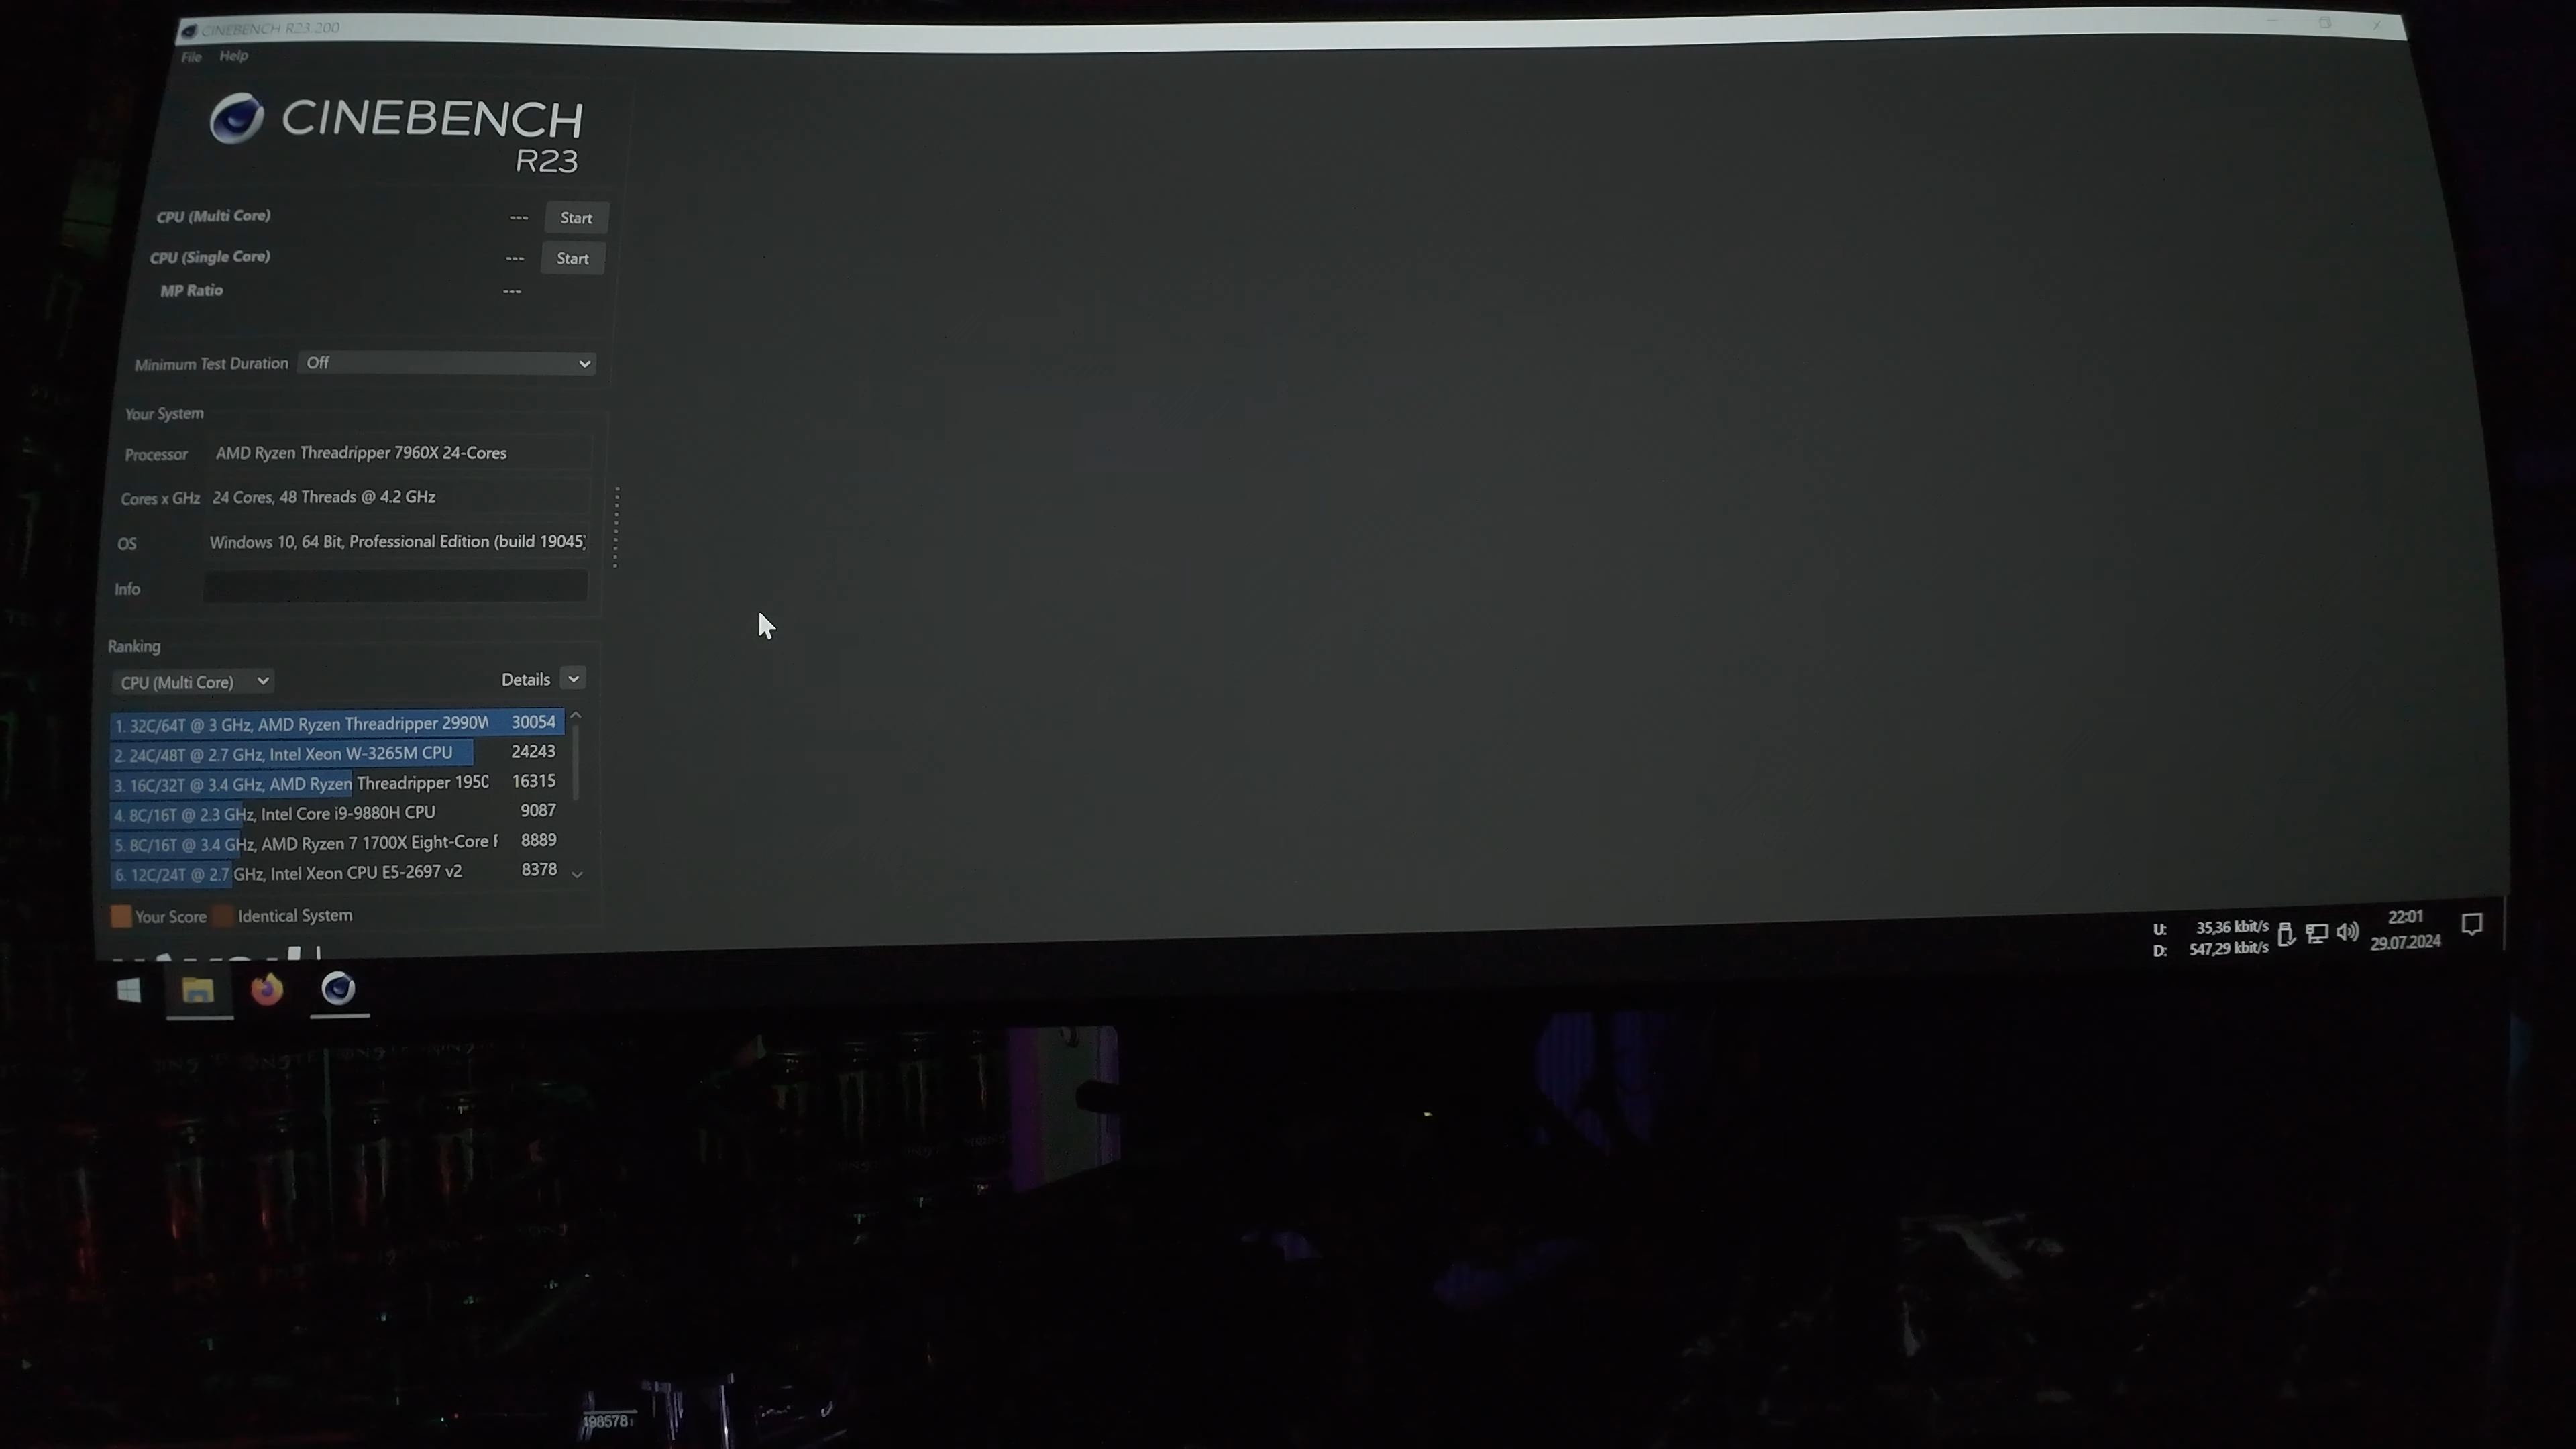 CINEBENCH R23.200
File Help
CINEBENCH
R23
CPU (Multi Core) --- Start
CPU (Single Core) --- Start
MP Ratio ---
Minimum Test Duration Off
Your System
Processor AMD Ryzen Threadripper 7960X 24-Cores
Cores x GHz 24 Cores, 48 Threads @ 4.2 GHz
OS Windows 10, 64 Bit, Professional Edition (build 19045)
Info
Ranking
CPU (Multi Core) Details
1. 32C/64T @ 3 GHz, AMD Ryzen Threadripper 2990W 30054
2. 24C/48T @ 2.7 GHz, Intel Xeon W-3265M CPU 24243
3. 16C/32T @ 3.4 GHz, AMD Ryzen Threadripper 1950 16315
4. 8C/16T @ 2.3 GHz, Intel Core i9-9880H CPU 9087
5. 8C/16T @ 3.4 GHz, AMD Ryzen 7 1700X Eight-Core 8889
6. 12C/24T @ 2.7 GHz, Intel Xeon CPU E5-2697 v2 8378
Your Score Identical System
U: 35,36 kbit/s
D: 547,29 kbit/s
22:01
29.07.2024